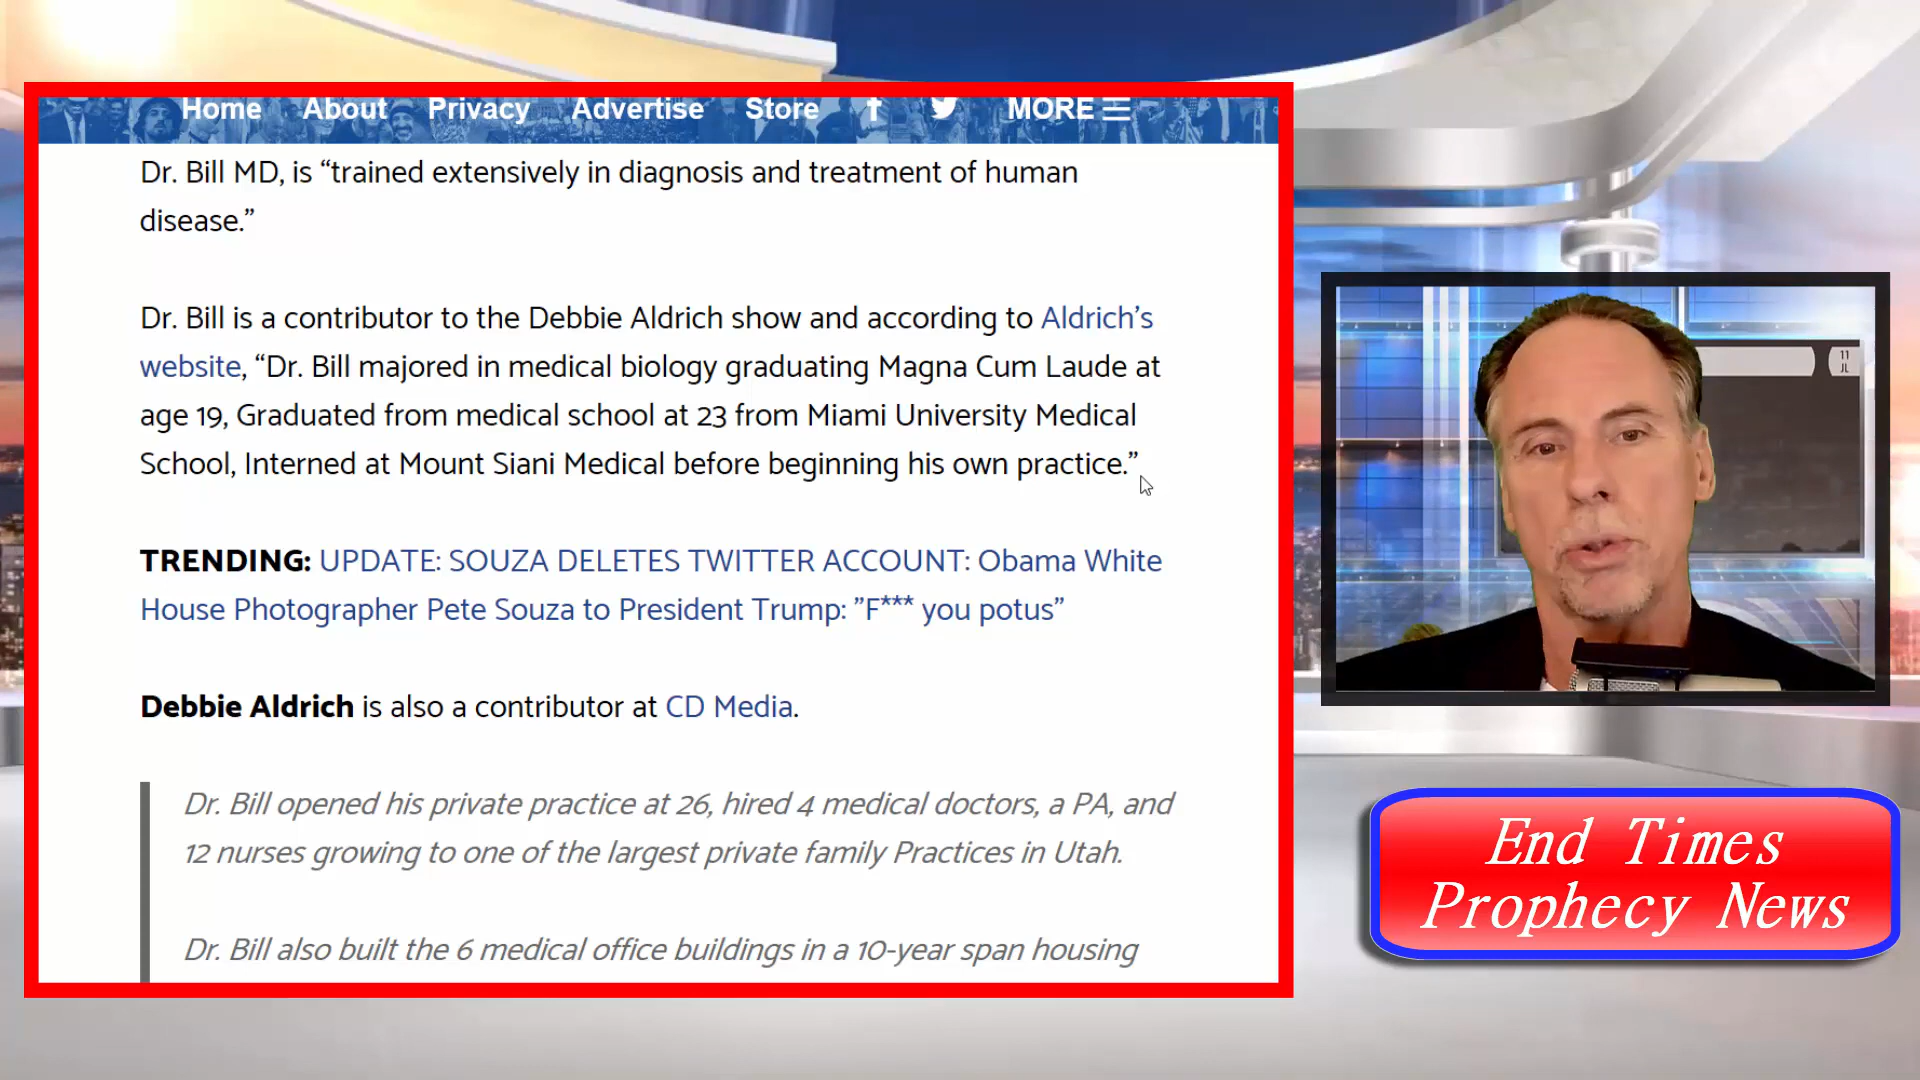 Home About Privacy Advertise Store f MORE
Dr. Bill MD, is “trained extensively in diagnosis and treatment of human
disease.”
Dr. Bill is a contributor to the Debbie Aldrich show and according to Aldrich’s
website, “Dr. Bill majored in medical biology graduating Magna Cum Laude at
age 19, Graduated from medical school at 23 from Miami University Medical
School, Interned at Mount Siani Medical before beginning his own practice.”
TRENDING: UPDATE: SOUZA DELETES TWITTER ACCOUNT: Obama White
House Photographer Pete Souza to President Trump: ”F*** you potus”
Debbie Aldrich is also a contributor at CD Media.
Dr. Bill opened his private practice at 26, hired 4 medical doctors, a PA, and
12 nurses growing to one of the largest private family Practices in Utah.
Dr. Bill also built the 6 medical office buildings in a 10-year span housing
11
JL
End Times
Prophecy News